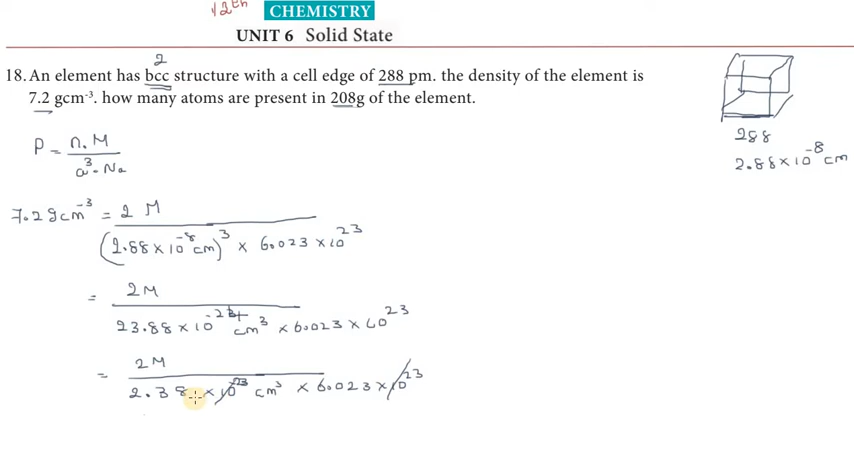 12th
CHEMISTRY
UNIT 6 Solid State
2
18. An element has bcc structure with a cell edge of 288 pm. the density of the element is
7.2 gcm⁻³. how many atoms are present in 208g of the element.
288
2.88 × 10⁻⁸ cm
ρ = n.M / a³.Na
7.2 g cm⁻³ = 2 M / (2.88 × 10⁻⁸ cm)³ × 6.023 × 10²³
= 2M / 23.88 × 10⁻²⁴ cm³ × 6.023 × 10²³
= 2M / 2.38 × 10⁻²³ cm³ × 6.023 × 10²³